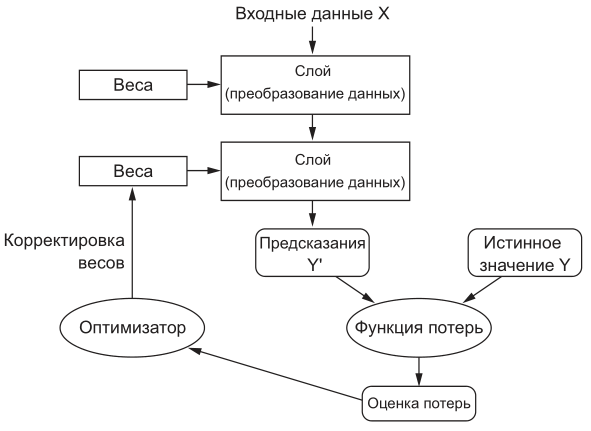 Входные данные X
Слой
(преобразование данных)
Веса
Слой
(преобразование данных)
Веса
Корректировка
весов
Предсказания
Y'
Истинное
значение Y
Оптимизатор
Функция потерь
Оценка потерь